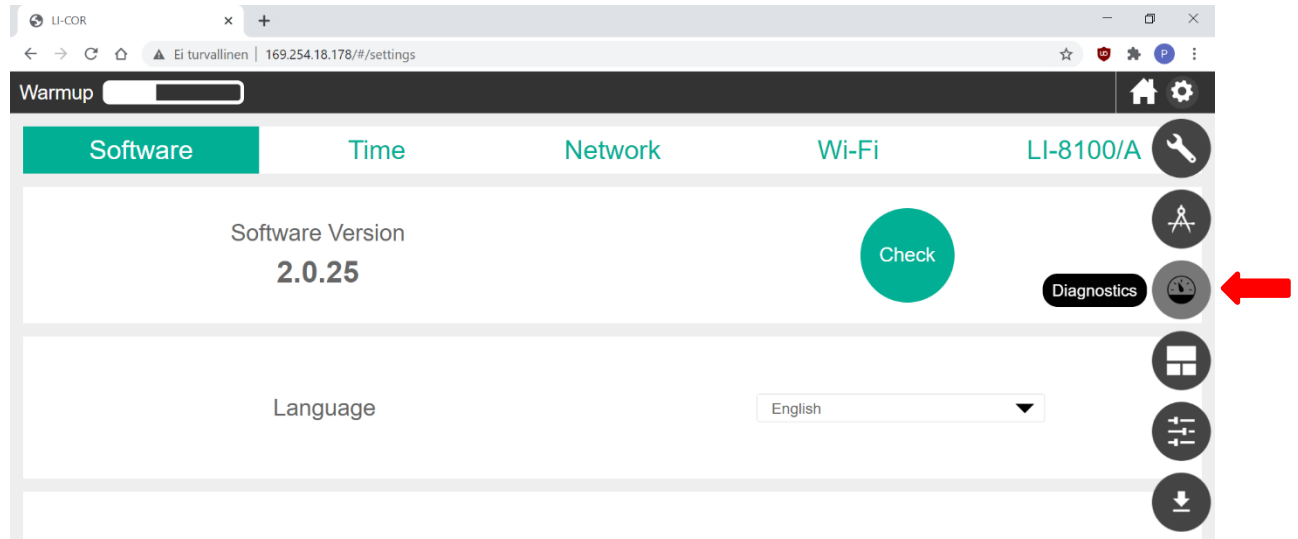 LI-COR
Ei turvallinen | 169.254.18.178/#/settings
P
Warmup
Software Time Network Wi-Fi LI-8100/A
Software Version
2.0.25
Check
Diagnostics
Language
English